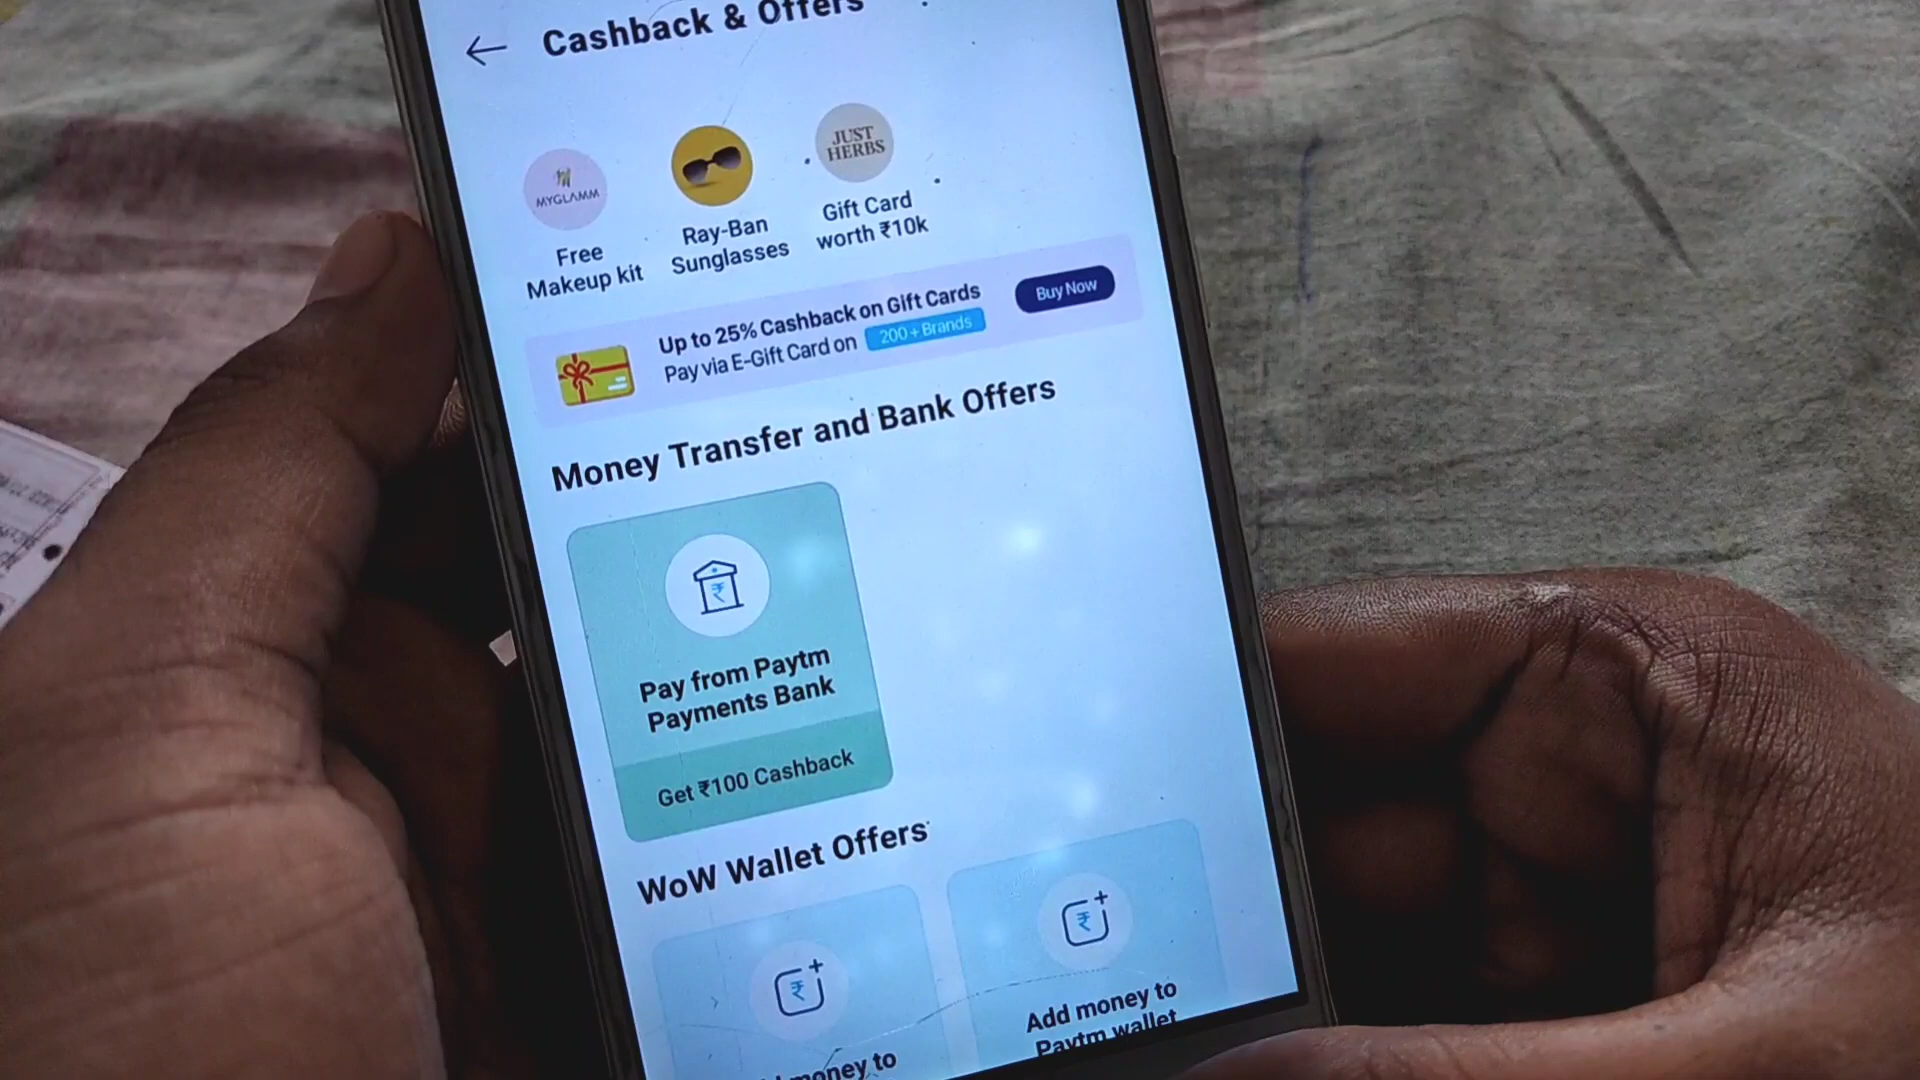 Cashback & Offers
MYGLAMM
JUST
HERBS
Free
Makeup kit
Ray-Ban
Sunglasses
Gift Card
worth ₹10k
Up to 25% Cashback on Gift Cards
Pay via E-Gift Card on 200+ Brands
Buy Now
Money Transfer and Bank Offers
₹
Pay from Paytm
Payments Bank
Get ₹100 Cashback
WoW Wallet Offers
₹+
₹+
money to
Add money to
Paytm wallet